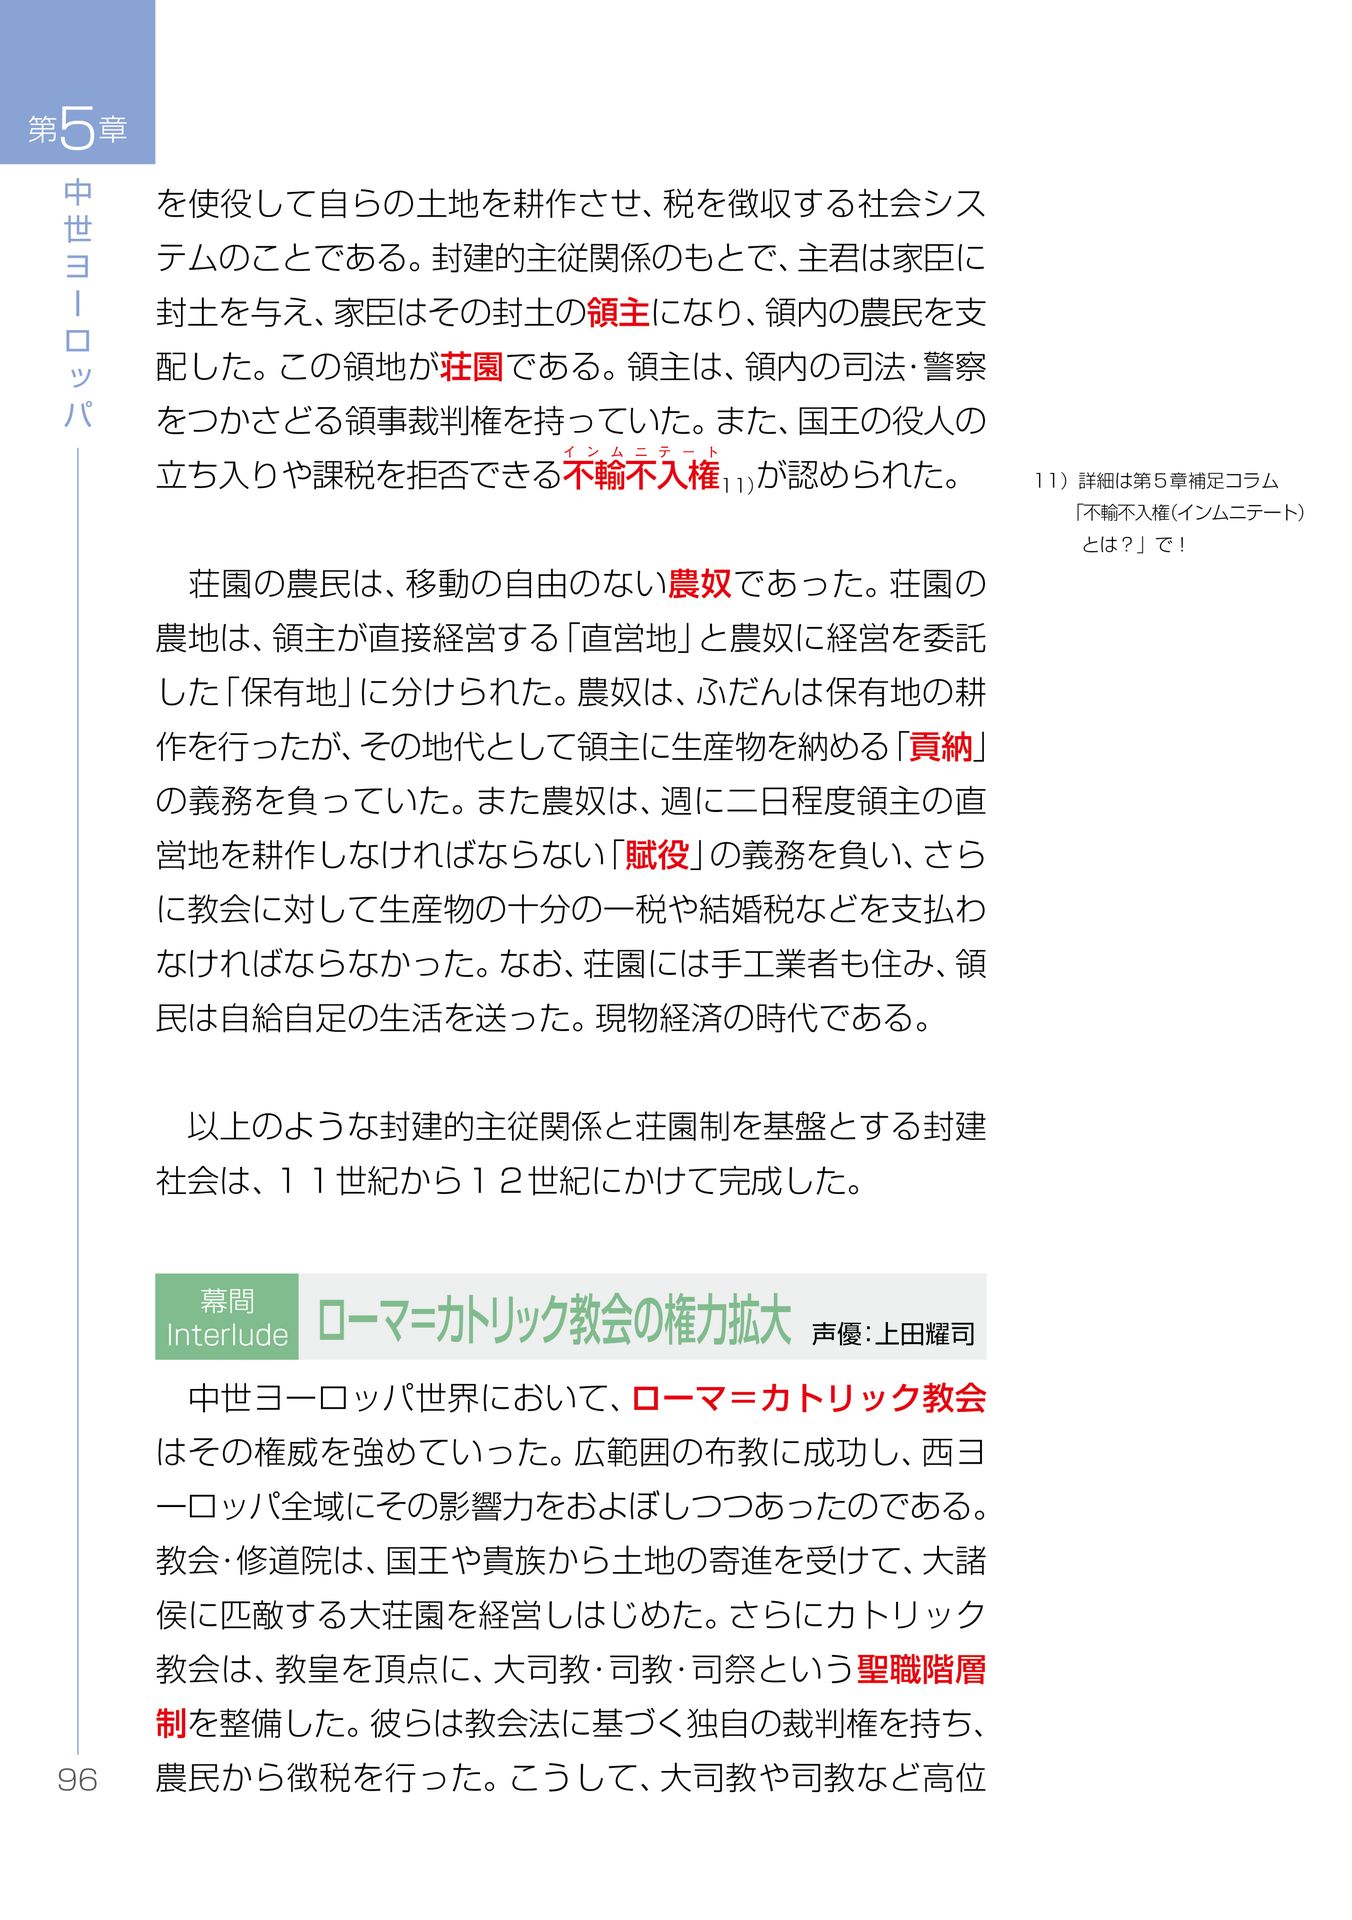 第5章
中世ヨーロッパ
を使役して自らの土地を耕作させ、税を徴収する社会シス
テムのことである。封建的主従関係のもとで、主君は家臣に
封土を与え、家臣はその封土の領主になり、領内の農民を支
配した。この領地が荘園である。領主は、領内の司法・警察
をつかさどる領事裁判権を持っていた。また、国王の役人の
インムニテート
立ち入りや課税を拒否できる不輸不入権11)が認められた。
11）詳細は第５章補足コラム
「不輸不入権（インムニテート）
とは？」で！
荘園の農民は、移動の自由のない農奴であった。荘園の
農地は、領主が直接経営する「直営地」と農奴に経営を委託
した「保有地」に分けられた。農奴は、ふだんは保有地の耕
作を行ったが、その地代として領主に生産物を納める「貢納」
の義務を負っていた。また農奴は、週に二日程度領主の直
営地を耕作しなければならない「賦役」の義務を負い、さら
に教会に対して生産物の十分の一税や結婚税などを支払わ
なければならなかった。なお、荘園には手工業者も住み、領
民は自給自足の生活を送った。現物経済の時代である。
以上のような封建的主従関係と荘園制を基盤とする封建
社会は、１１世紀から１２世紀にかけて完成した。
幕間
Interlude
ローマ＝カトリック教会の権力拡大 声優：上田耀司
中世ヨーロッパ世界において、ローマ＝カトリック教会
はその権威を強めていった。広範囲の布教に成功し、西ヨ
ーロッパ全域にその影響力をおよぼしつつあったのである。
教会・修道院は、国王や貴族から土地の寄進を受けて、大諸
侯に匹敵する大荘園を経営しはじめた。さらにカトリック
教会は、教皇を頂点に、大司教・司教・司祭という聖職階層
制を整備した。彼らは教会法に基づく独自の裁判権を持ち、
農民から徴税を行った。こうして、大司教や司教など高位
96